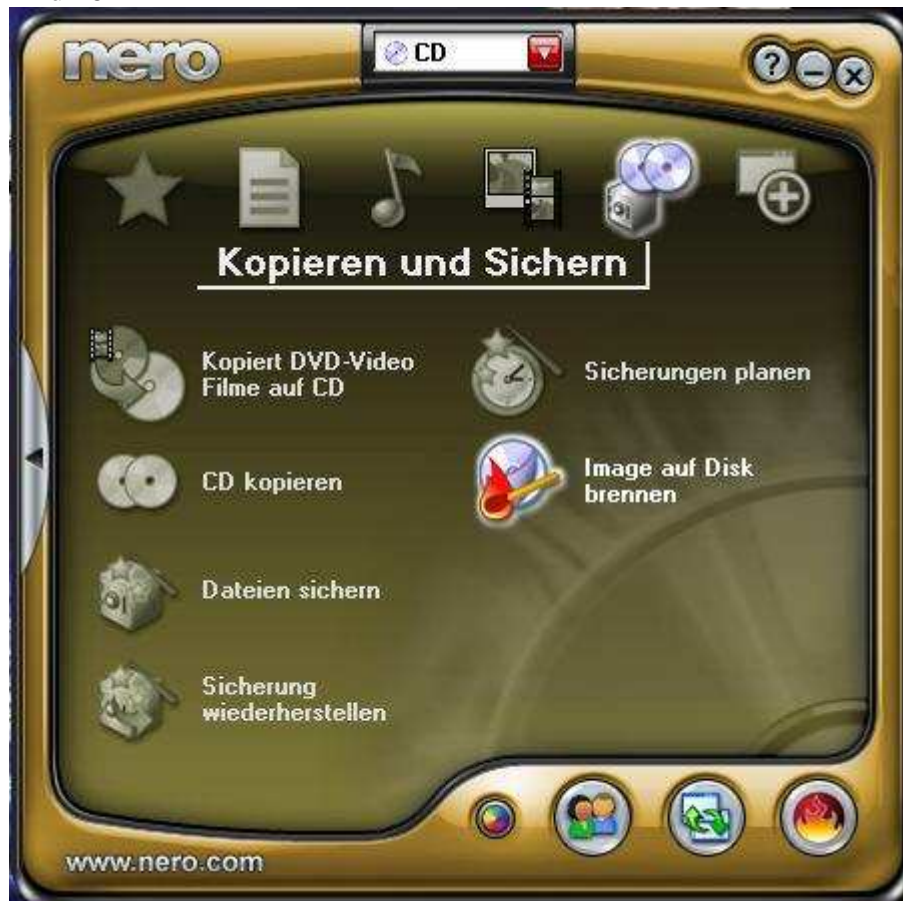 nero
CD
?
Kopieren und Sichern
Kopiert DVD-Video
Filme auf CD
Sicherungen planen
CD kopieren
Image auf Disk
brennen
Dateien sichern
Sicherung
wiederherstellen
www.nero.com